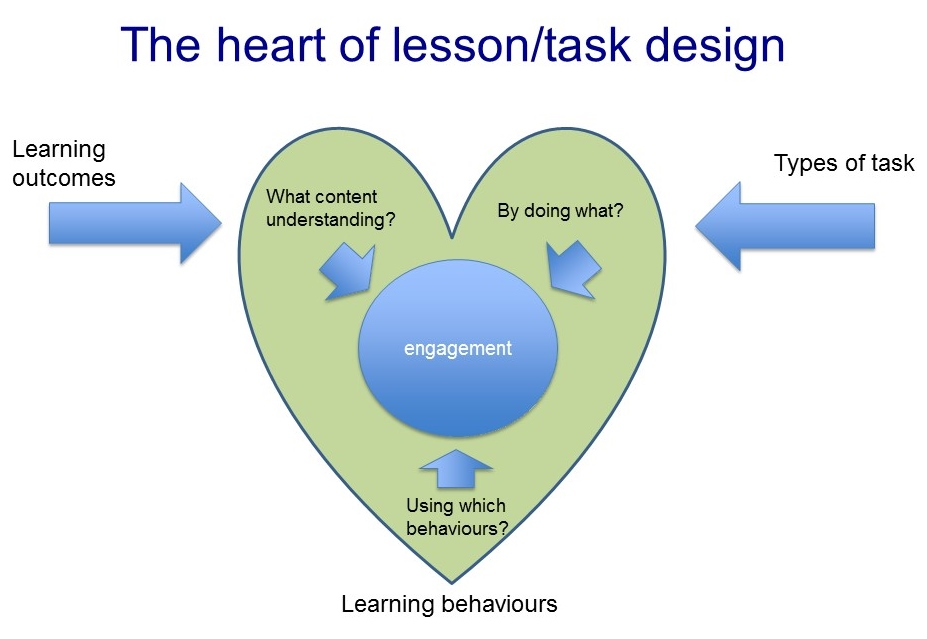 The heart of lesson/task design
Learning
outcomes
Types of task
What content
understanding?
By doing what?
engagement
Using which
behaviours?
Learning behaviours